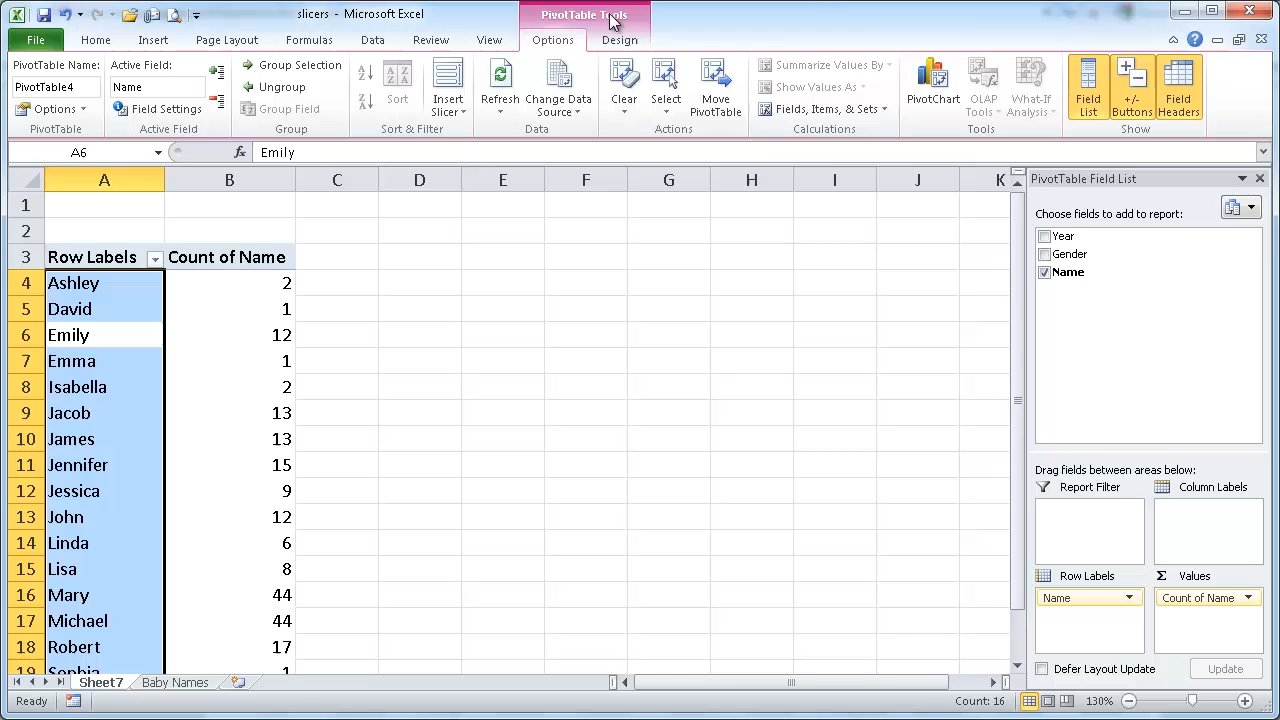 slicers - Microsoft Excel
PivotTable Tools
File Home Insert Page Layout Formulas Data Review View Options Design
PivotTable Name:
PivotTable4
Options
PivotTable
Active Field:
Name
Field Settings
Active Field
Group Selection
Ungroup
Group Field
Group
Sort
Insert Slicer
Sort & Filter
Refresh
Change Data Source
Data
Clear
Select
Move PivotTable
Actions
Summarize Values By
Show Values As
Fields, Items, & Sets
Calculations
PivotChart
OLAP Tools
What-If Analysis
Tools
Field List
+/- Buttons
Field Headers
Show
A6 fx Emily
A B C D E F G H I J K
1
2
3 Row Labels Count of Name
4 Ashley 2
5 David 1
6 Emily 12
7 Emma 1
8 Isabella 2
9 Jacob 13
10 James 13
11 Jennifer 15
12 Jessica 9
13 John 12
14 Linda 6
15 Lisa 8
16 Mary 44
17 Michael 44
18 Robert 17
19 Sophia 1
PivotTable Field List
Choose fields to add to report:
Year
Gender
Name
Drag fields between areas below:
Report Filter
Column Labels
Row Labels
Σ Values
Name
Count of Name
Defer Layout Update
Update
Sheet7 Baby Names
Ready
Count: 16
130%